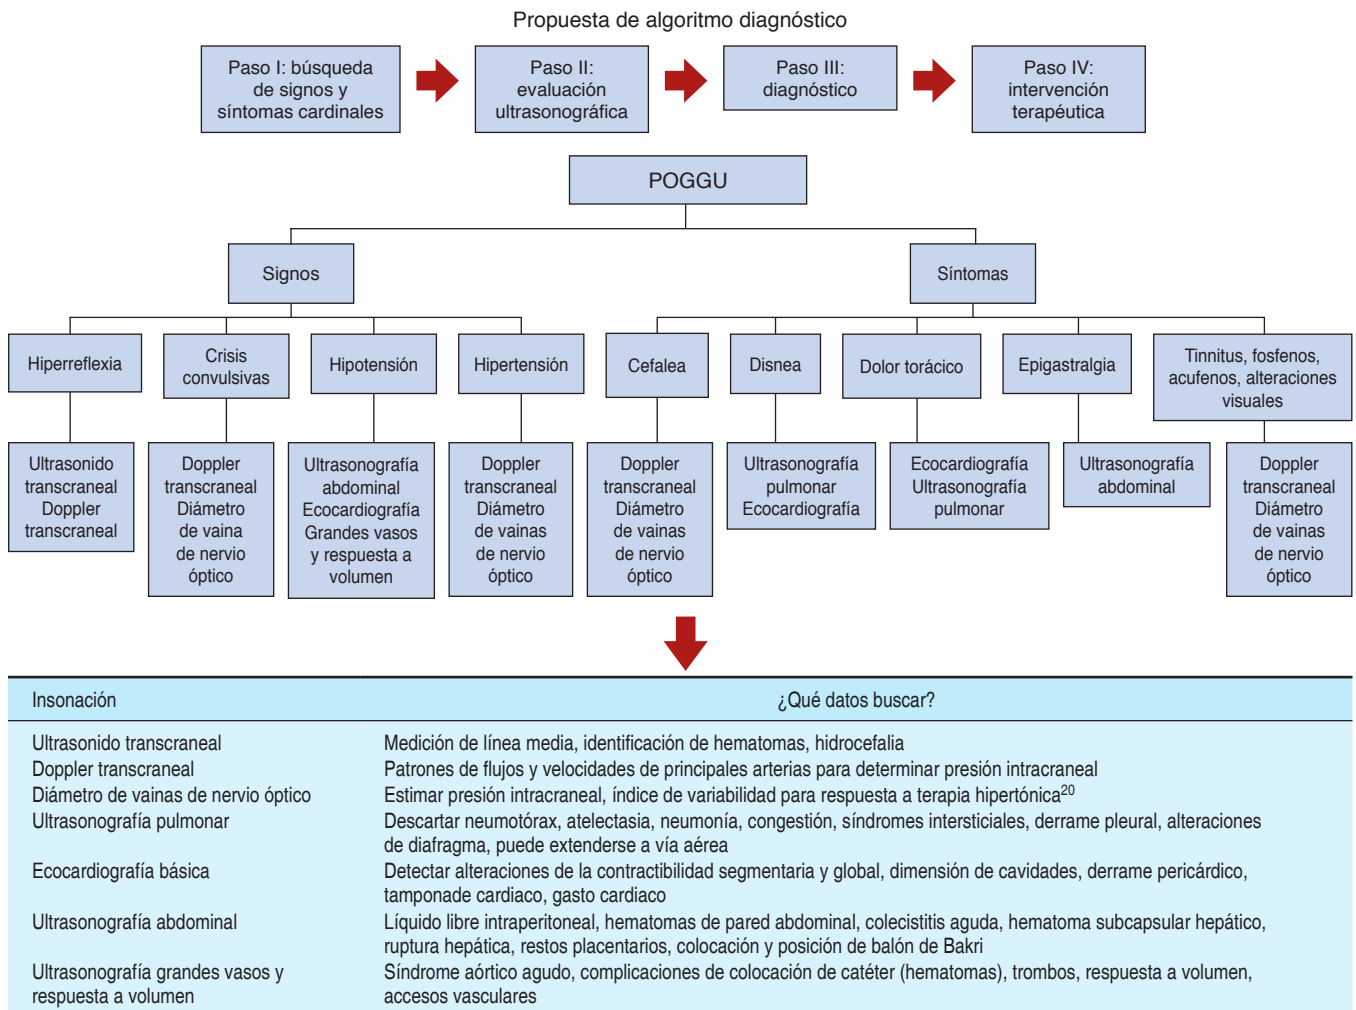 Propuesta de algoritmo diagnóstico
Paso I: búsqueda
de signos y
síntomas cardinales
Paso II:
evaluación
ultrasonográfica
Paso III:
diagnóstico
Paso IV:
intervención
terapéutica
POGGU
Signos
Síntomas
Hiperreflexia
Crisis
convulsivas
Hipotensión
Hipertensión
Cefalea
Disnea
Dolor torácico
Epigastralgia
Tinnitus, fosfenos,
acufenos, alteraciones
visuales
Ultrasonido
transcraneal
Doppler
transcraneal
Doppler
transcraneal
Diámetro
de vaina
de nervio
óptico
Ultrasonografía
abdominal
Ecocardiografía
Grandes vasos
y respuesta a
volumen
Doppler
transcraneal
Diámetro
de vainas
de nervio
óptico
Doppler
transcraneal
Diámetro
de vainas
de nervio
óptico
Ultrasonografía
pulmonar
Ecocardiografía
Ecocardiografía
Ultrasonografía
pulmonar
Ultrasonografía
abdominal
Doppler
transcraneal
Diámetro
de vainas
de nervio
óptico
Insonación ¿Qué datos buscar?
Ultrasonido transcraneal Medición de línea media, identificación de hematomas, hidrocefalia
Doppler transcraneal Patrones de flujos y velocidades de principales arterias para determinar presión intracraneal
Diámetro de vainas de nervio óptico Estimar presión intracraneal, índice de variabilidad para respuesta a terapia hipertónica20
Ultrasonografía pulmonar Descartar neumotórax, atelectasia, neumonía, congestión, síndromes intersticiales, derrame pleural, alteraciones
de diafragma, puede extenderse a vía aérea
Ecocardiografía básica Detectar alteraciones de la contractibilidad segmentaria y global, dimensión de cavidades, derrame pericárdico,
tamponade cardiaco, gasto cardiaco
Ultrasonografía abdominal Líquido libre intraperitoneal, hematomas de pared abdominal, colecistitis aguda, hematoma subcapsular hepático,
ruptura hepática, restos placentarios, colocación y posición de balón de Bakri
Ultrasonografía grandes vasos y Síndrome aórtico agudo, complicaciones de colocación de catéter (hematomas), trombos, respuesta a volumen,
respuesta a volumen accesos vasculares